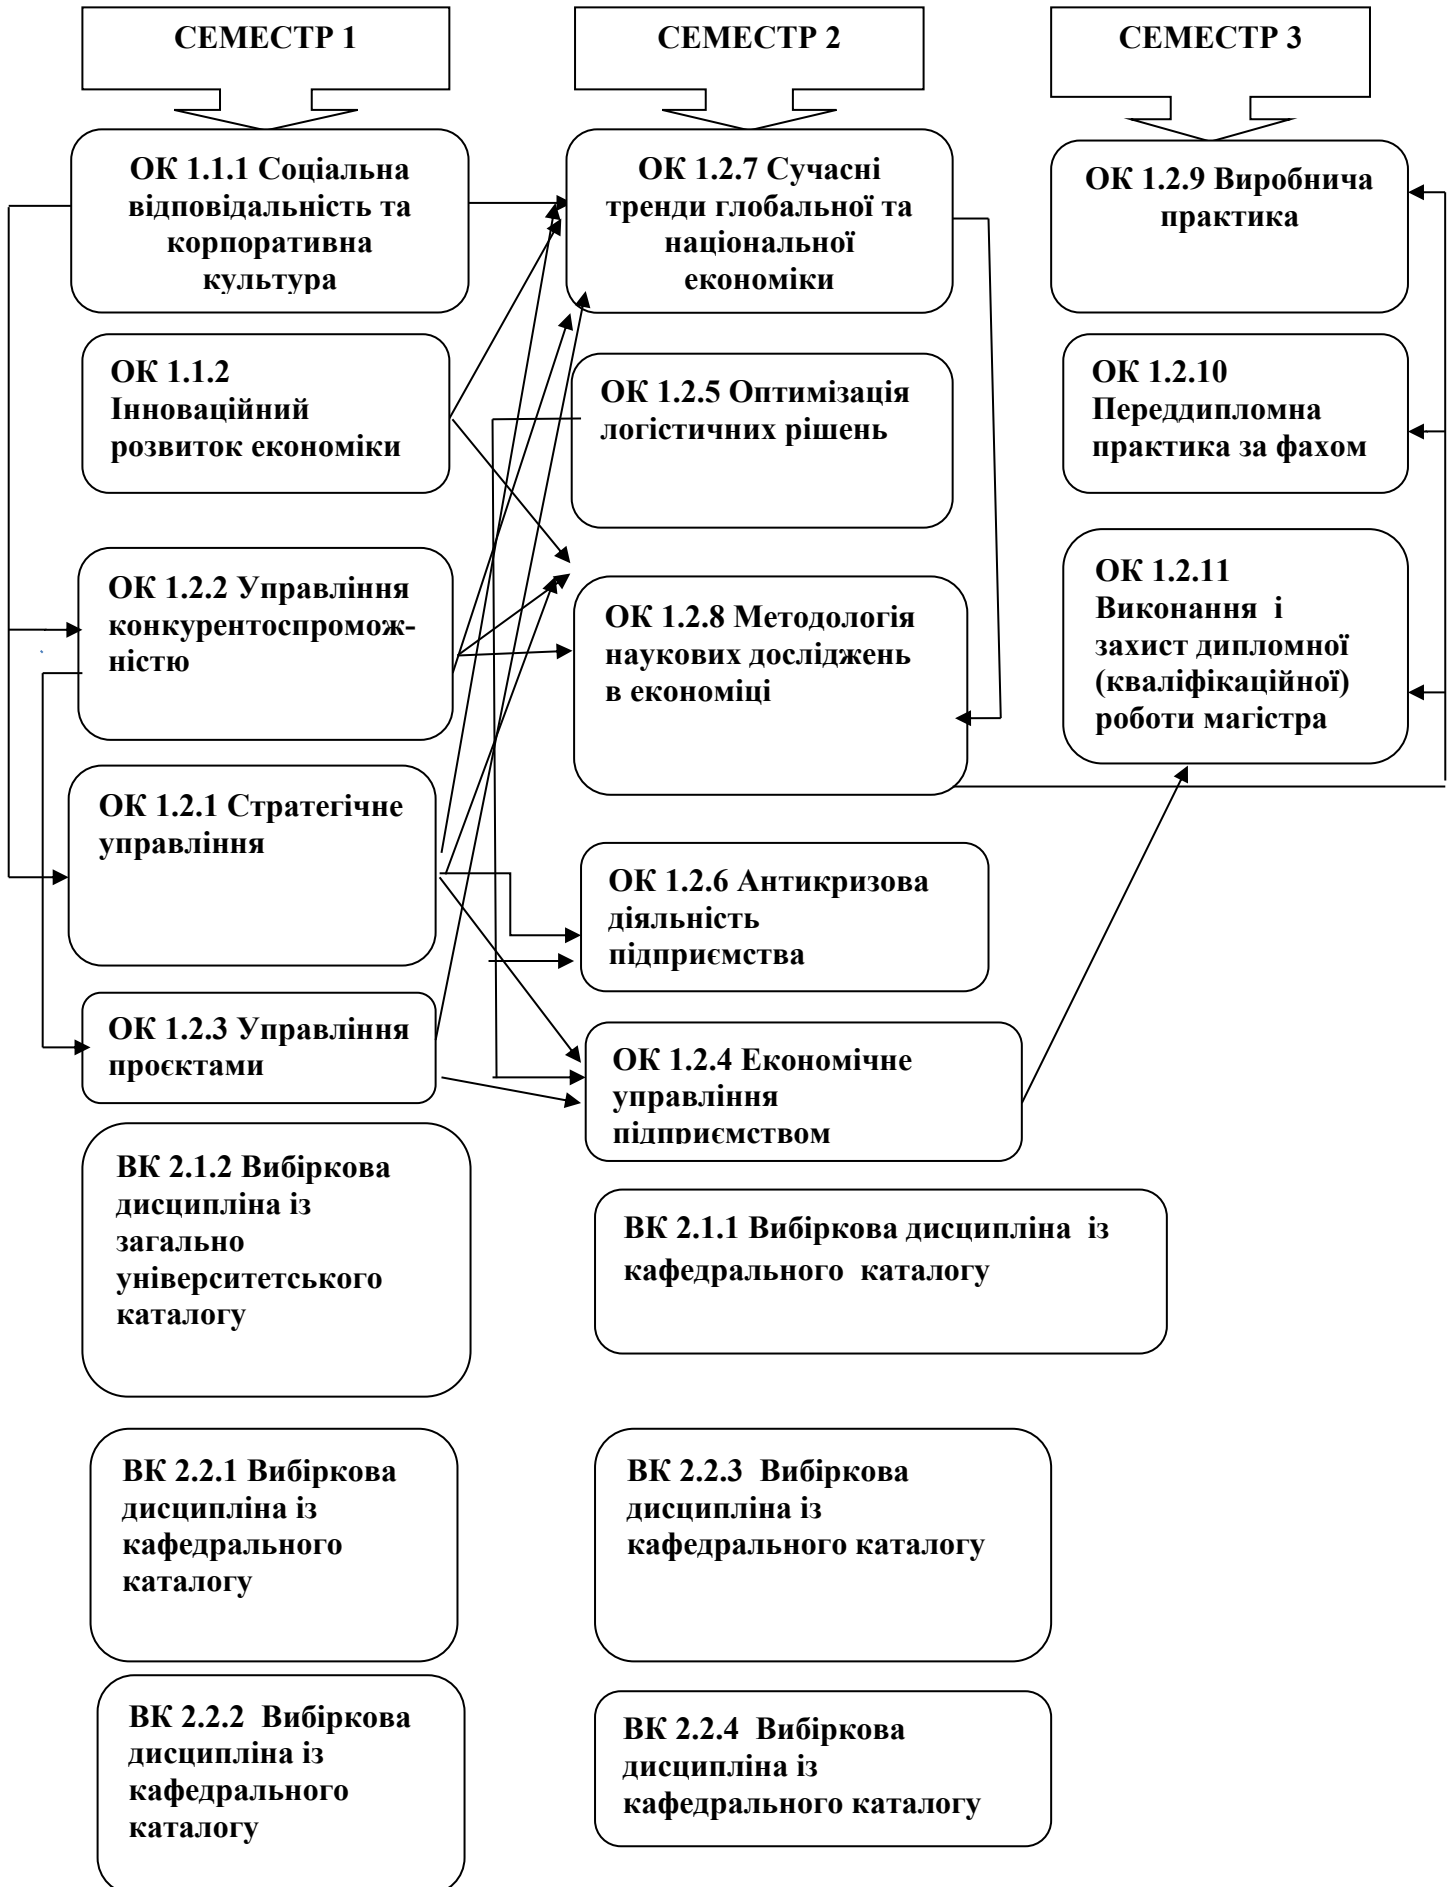 СЕМЕСТР 1
СЕМЕСТР 2
СЕМЕСТР 3
ОК 1.1.1 Соціальна
відповідальність та
корпоративна
культура
ОК 1.1.2
Інноваційний
розвиток економіки
ОК 1.2.2 Управління
конкурентоспромож-
ністю
ОК 1.2.1 Стратегічне
управління
ОК 1.2.3 Управління
проєктами
ВК 2.1.2 Вибіркова
дисципліна із
загально
університетського
каталогу
ВК 2.2.1 Вибіркова
дисципліна із
кафедрального
каталогу
ВК 2.2.2 Вибіркова
дисципліна із
кафедрального
каталогу
ОК 1.2.7 Сучасні
тренди глобальної та
національної
економіки
ОК 1.2.5 Оптимізація
логістичних рішень
ОК 1.2.8 Методологія
наукових досліджень
в економіці
ОК 1.2.6 Антикризова
діяльність
підприємства
ОК 1.2.4 Економічне
управління
підприємством
ВК 2.1.1 Вибіркова дисципліна із
кафедрального каталогу
ВК 2.2.3 Вибіркова
дисципліна із
кафедрального каталогу
ВК 2.2.4 Вибіркова
дисципліна із
кафедрального каталогу
ОК 1.2.9 Виробнича
практика
ОК 1.2.10
Переддипломна
практика за фахом
ОК 1.2.11
Виконання і
захист дипломної
(кваліфікаційної)
роботи магістра